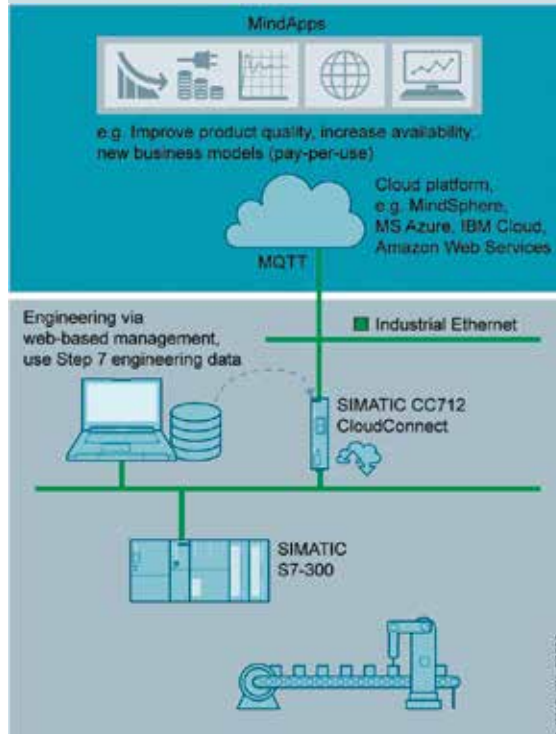 MindApps
e.g. Improve product quality, increase availability,
new business models (pay-per-use)
Cloud platform,
e.g. MindSphere,
MS Azure, IBM Cloud,
Amazon Web Services
MQTT
Engineering via
web-based management,
use Step 7 engineering data
Industrial Ethernet
SIMATIC CC712
CloudConnect
SIMATIC
S7-300